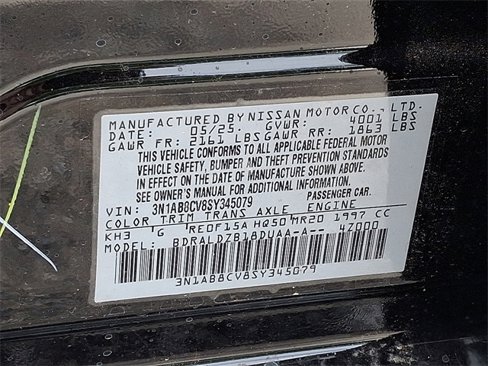 MANUFACTURED BY NISSAN MOTOR CO., LTD.
DATE: 05/25 GVWR: 4001 LBS
GAWR FR: 2161 LBS GAWR RR: 1863 LBS
THIS VEHICLE CONFORMS TO ALL APPLICABLE FEDERAL MOTOR
VEHICLE SAFETY, BUMPER AND THEFT PREVENTION STANDARDS
IN EFFECT ON THE DATE OF MANUFACTURE SHOWN ABOVE.
SEE OWNER'S MANUAL FOR ADDITIONAL INFORMATION.
VIN: 3N1AB8CV8SY345079 PASSENGER CAR.
COLOR TRIM TRANS AXLE ENGINE
KH3 G RE0F15A HQ50 MR20 1997 CC
MODEL: BDRALDZB18DUAA-A-- 47000
3N1AB8CV8SY345079